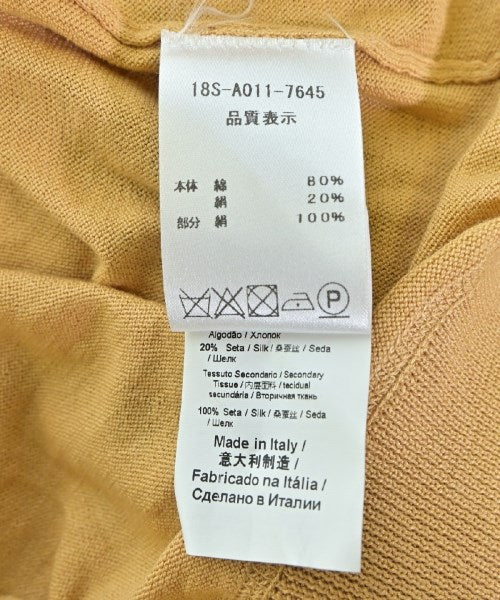 18S-A011-7645
品質表示
本体 綿 80%
絹 20%
部分 絹 100%
P
Algodão / Хлопок
20% Seta / Silk / 桑蚕丝 / Seda
/ Шелк
Tessuto Secondario / Secondary
Tissue / 内层面料 / tecidual
secundária / Вторичная ткань
100% Seta / Silk / 桑蚕丝 / Seda
/ Шелк
Made in Italy /
意大利制造 /
Fabricado na Itália /
Сделано в Италии